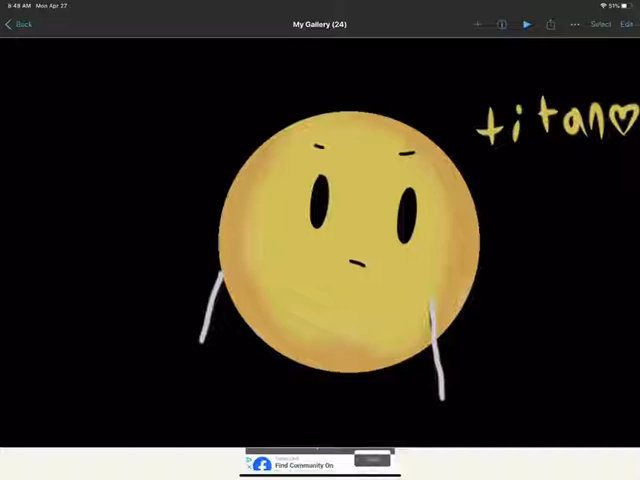 8:48 AM Mon Apr 27
51%
Back
My Gallery (24)
Select
Edit
titan♡
Find Community On